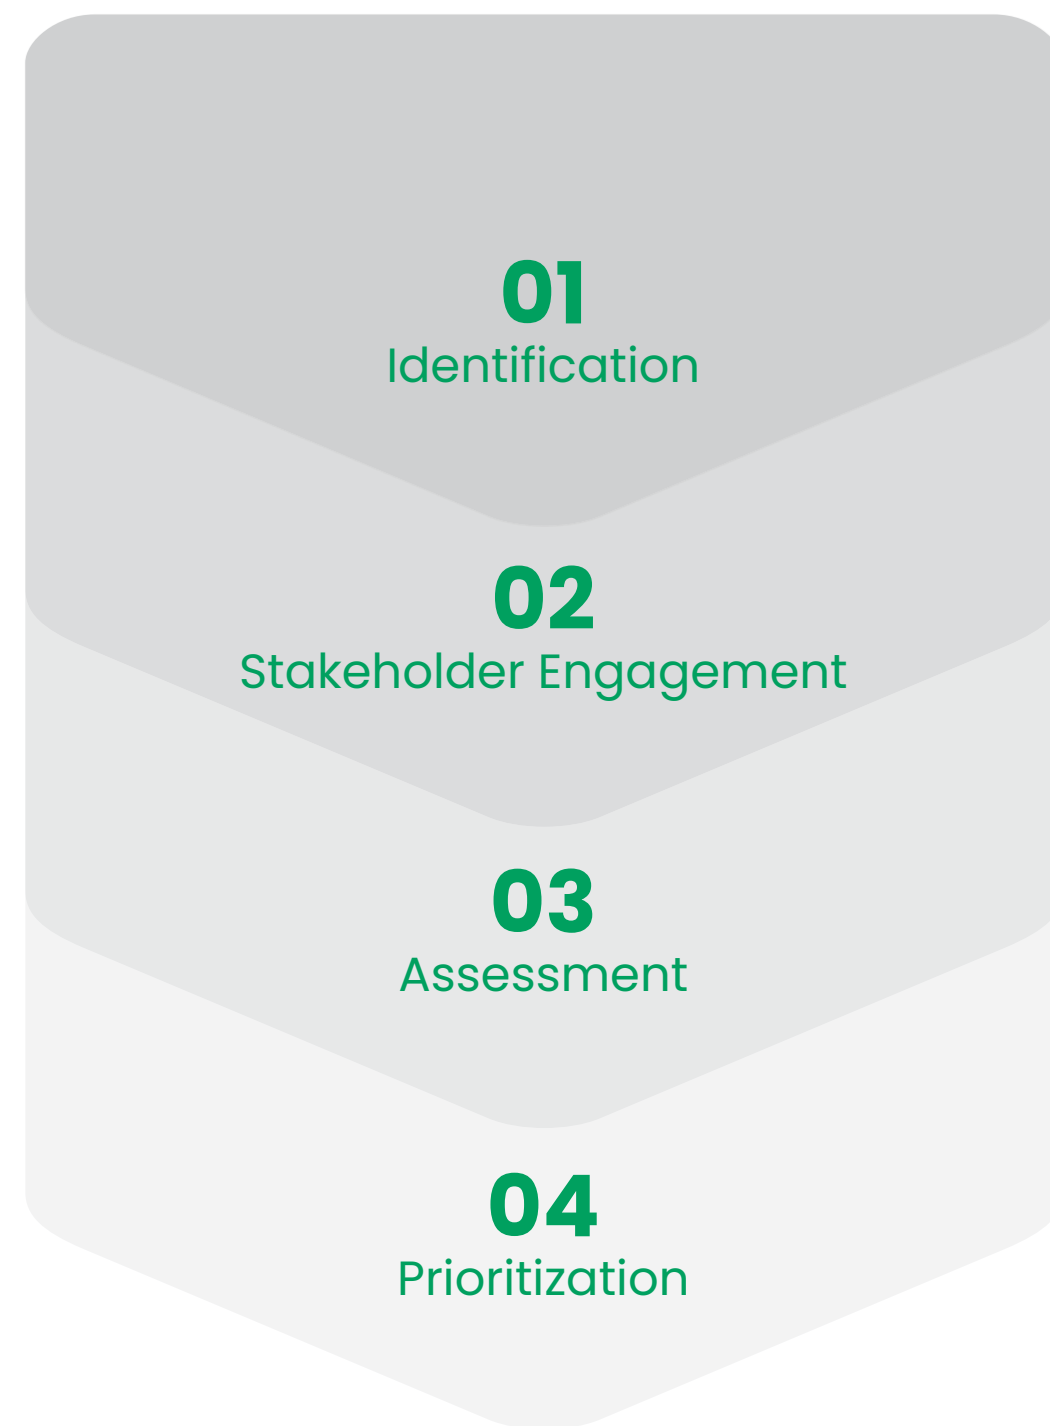 01
Identification
02
Stakeholder Engagement
03
Assessment
04
Prioritization